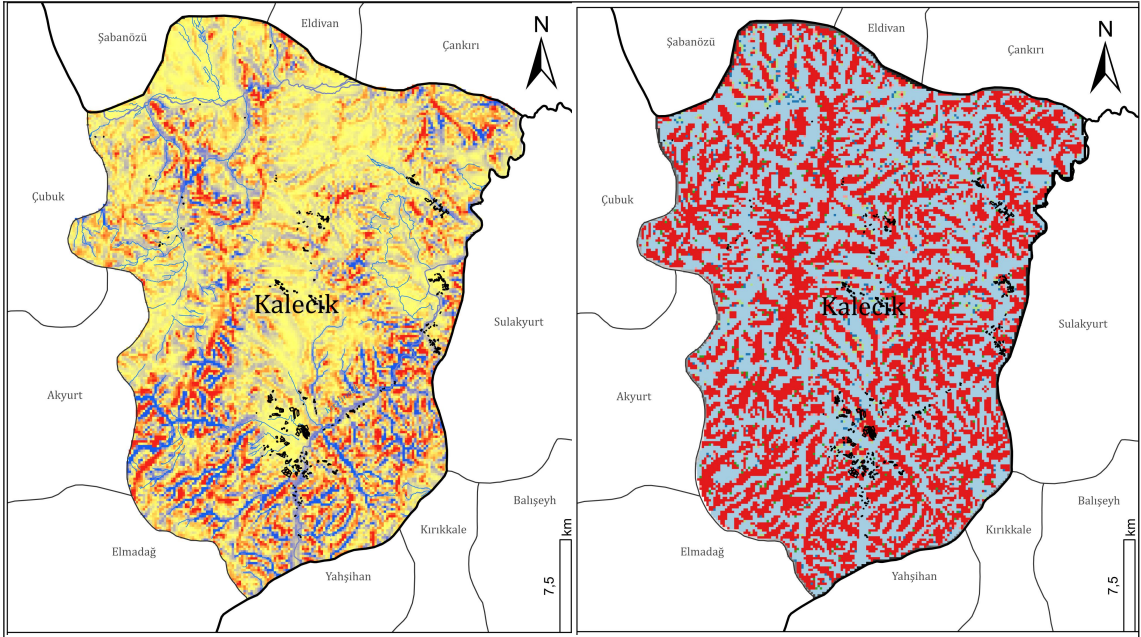 Şabanözü
Eldivan
Çankırı
N
Çubuk
Kalecik
Sulakyurt
Akyurt
Balışeyh
Kırıkkale
Elmadağ
Yahşihan
km
7,5
Şabanözü
Eldivan
Çankırı
N
Çubuk
Kalecik
Sulakyurt
Akyurt
Balışeyh
Kırıkkale
Elmadağ
Yahşihan
km
7,5